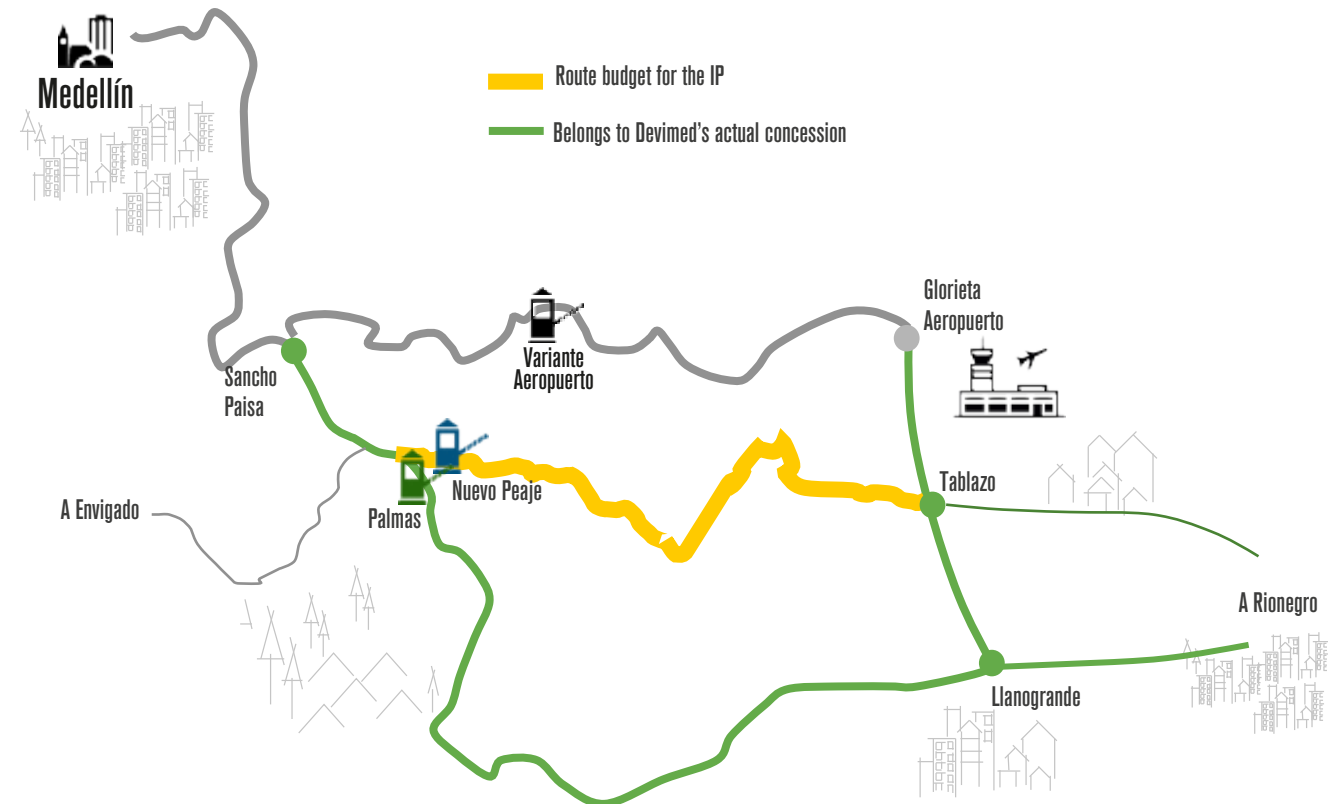 Medellín
Route budget for the IP
Belongs to Devimed's actual concession
Glorieta
Aeropuerto
Variante
Aeropuerto
Sancho
Paisa
Nuevo Peaje
Tablazo
A Envigado
Palmas
A Rionegro
Llanogrande